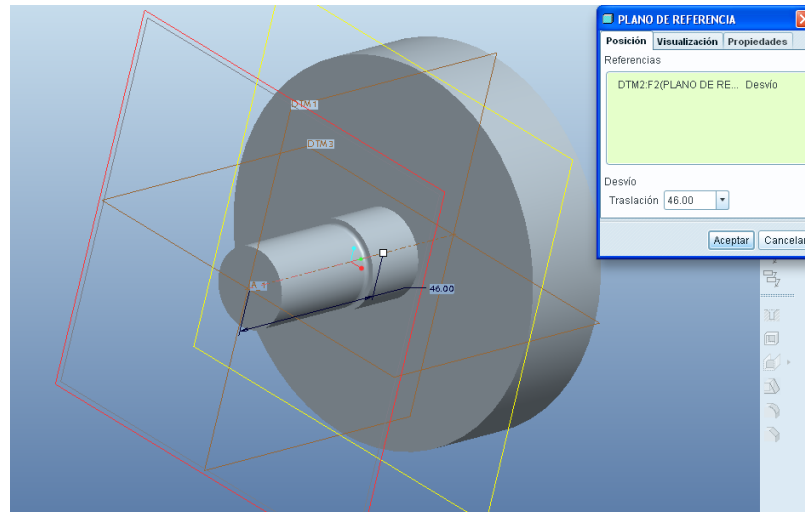 PLANO DE REFERENCIA
Posición Visualización Propiedades
Referencias
DTM2:F2(PLANO DE RE... Desvío
Desvío
Traslación 46.00
Aceptar Cancelar
DTM1
DTM3
A_1
46.00